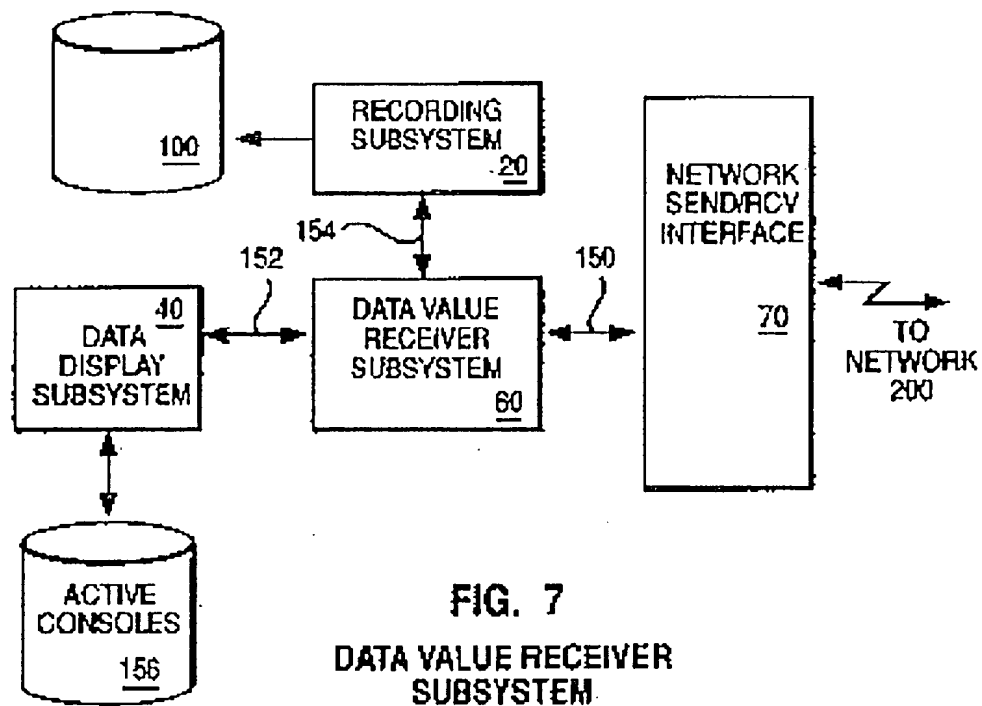 100
RECORDING
SUBSYSTEM
20
NETWORK
SEND/RCV
INTERFACE
70
154
152
150
40
DATA
DISPLAY
SUBSYSTEM
DATA VALUE
RECEIVER
SUBSYSTEM
60
TO
NETWORK
200
ACTIVE
CONSOLES
156
FIG. 7
DATA VALUE RECEIVER
SUBSYSTEM